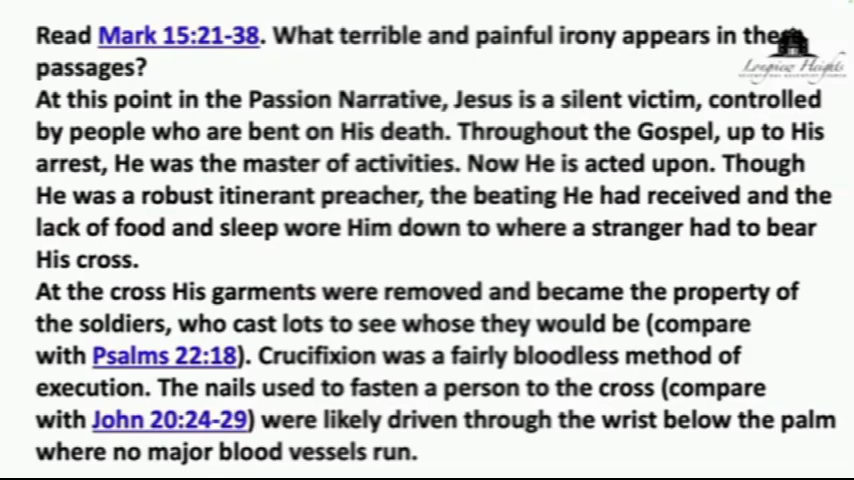 Read Mark 15:21-38. What terrible and painful irony appears in these
passages?
At this point in the Passion Narrative, Jesus is a silent victim, controlled
by people who are bent on His death. Throughout the Gospel, up to His
arrest, He was the master of activities. Now He is acted upon. Though
He was a robust itinerant preacher, the beating He had received and the
lack of food and sleep wore Him down to where a stranger had to bear
His cross.
At the cross His garments were removed and became the property of
the soldiers, who cast lots to see whose they would be (compare
with Psalms 22:18). Crucifixion was a fairly bloodless method of
execution. The nails used to fasten a person to the cross (compare
with John 20:24-29) were likely driven through the wrist below the palm
where no major blood vessels run.
Longview Heights